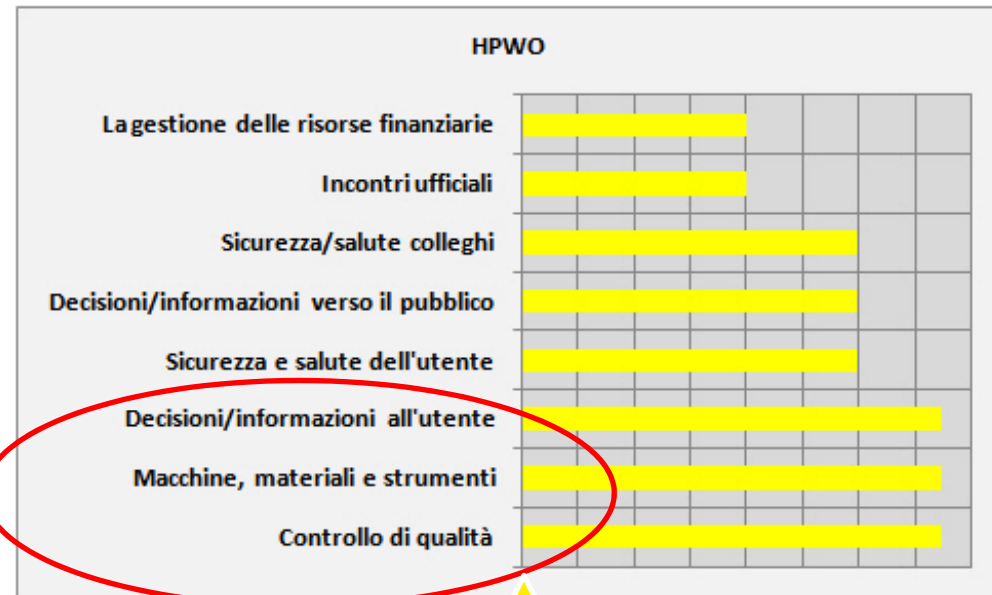 HPWO
La gestione delle risorse finanziarie
Incontri ufficiali
Sicurezza/salute colleghi
Decisioni/informazioni verso il pubblico
Sicurezza e salute dell'utente
Decisioni/informazioni all'utente
Macchine, materiali e strumenti
Controllo di qualità